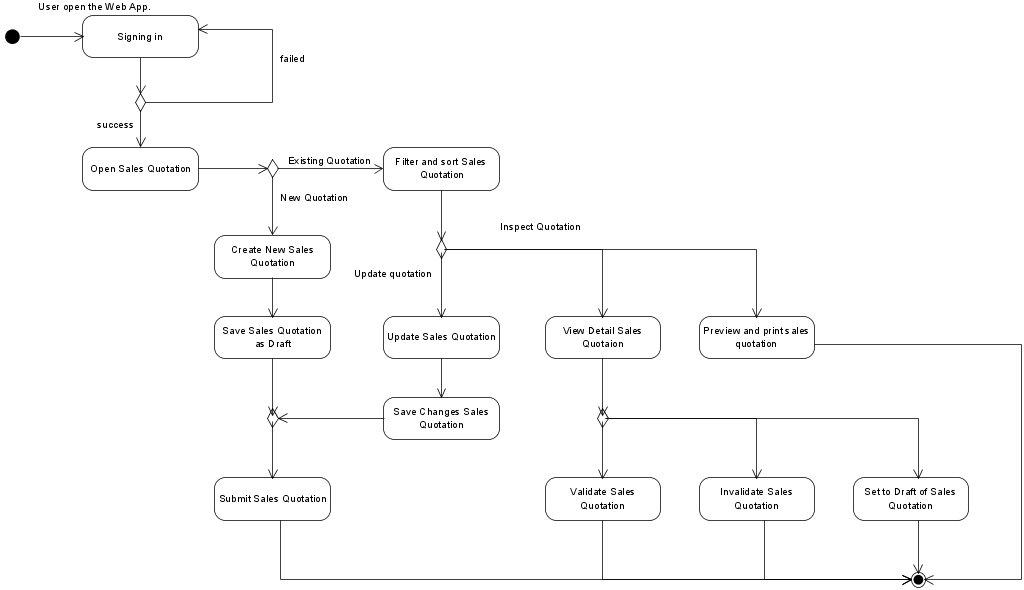 User open the Web App.
Signing in
failed
success
Open Sales Quotation
Existing Quotation
Filter and sort Sales
Quotation
New Quotation
Inspect Quotation
Create New Sales
Quotation
Update quotation
Save Sales Quotation
as Draft
Update Sales Quotation
View Detail Sales
Quotaion
Preview and print sales
quotation
Save Changes Sales
Quotation
Submit Sales Quotation
Validate Sales
Quotation
Invalidate Sales
Quotation
Set to Draft of Sales
Quotation